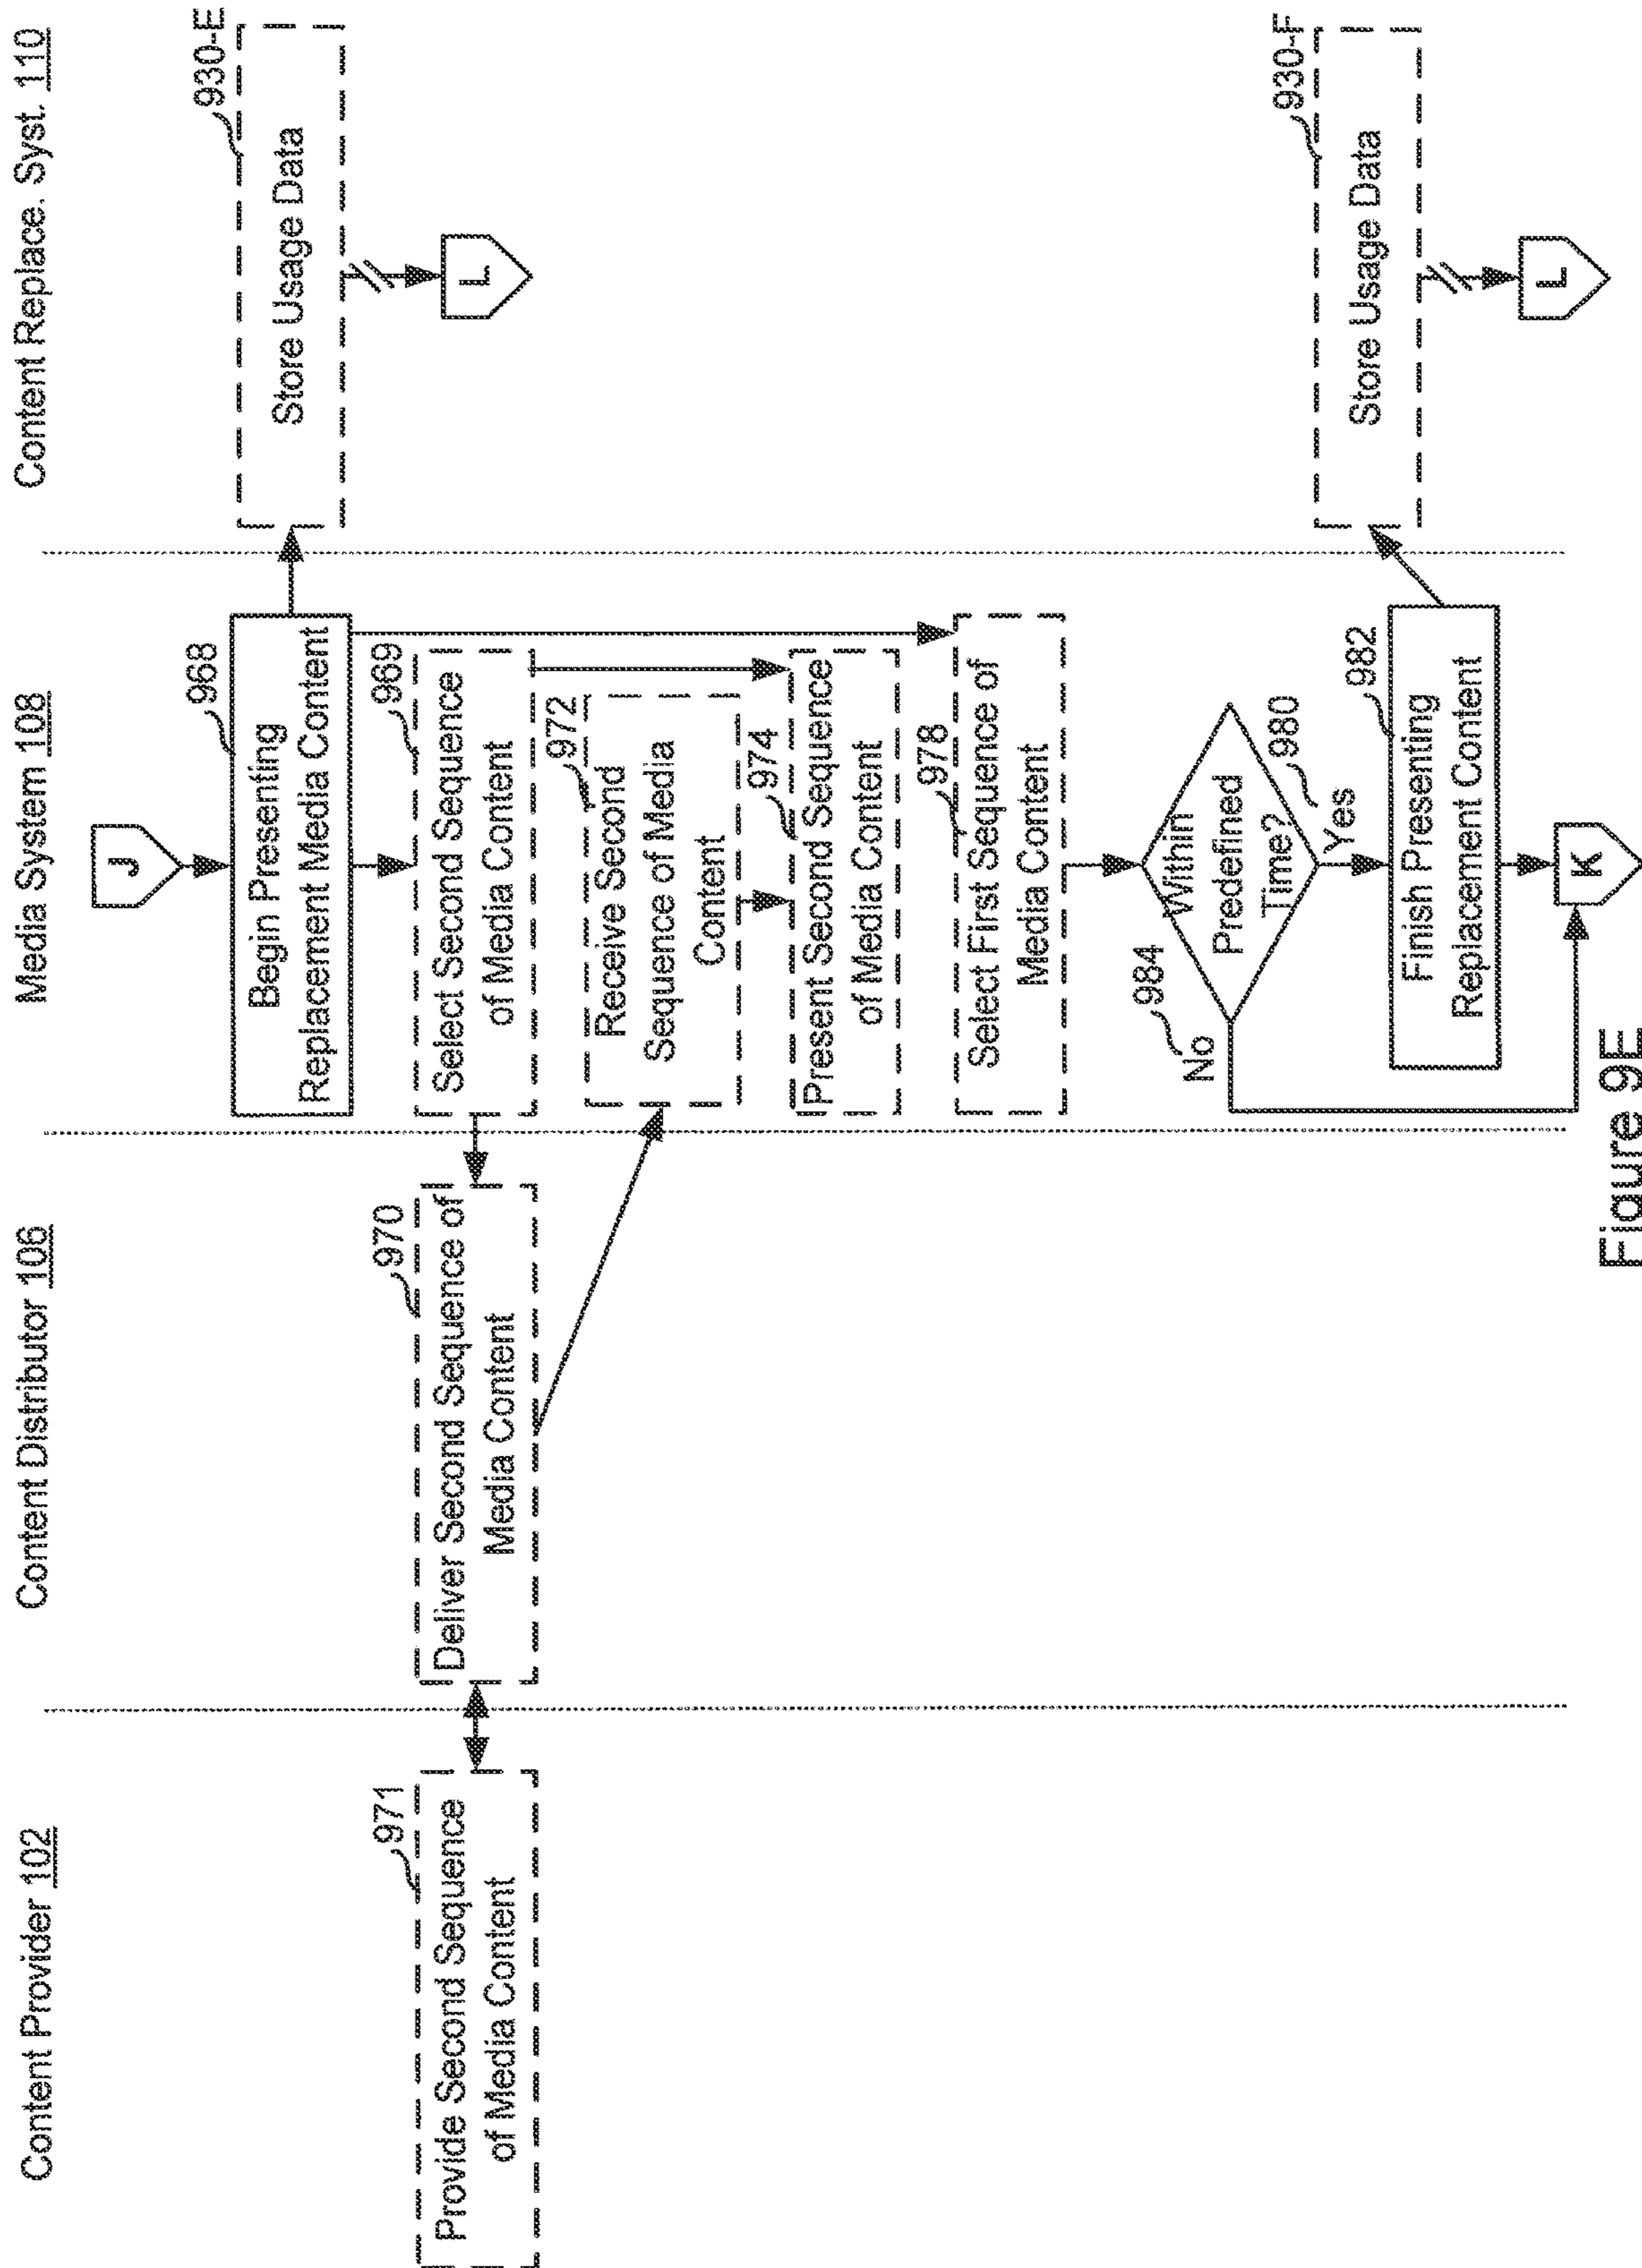 Content Provider 102
Content Distributor 106
Media System 108
Content Replace. Syst. 110
J
968
Begin Presenting
Replacement Media Content
930-E
Store Usage Data
L
971
Provide Second Sequence
of Media Content
970
Deliver Second Sequence of
Media Content
969
Select Second Sequence
of Media Content
972
Receive Second
Sequence of Media
Content
974
Present Second Sequence
of Media Content
978
Select First Sequence of
Media Content
984
No
Within
Predefined
Time?
980
Yes
982
Finish Presenting
Replacement Content
930-F
Store Usage Data
L
K
Figure 9E